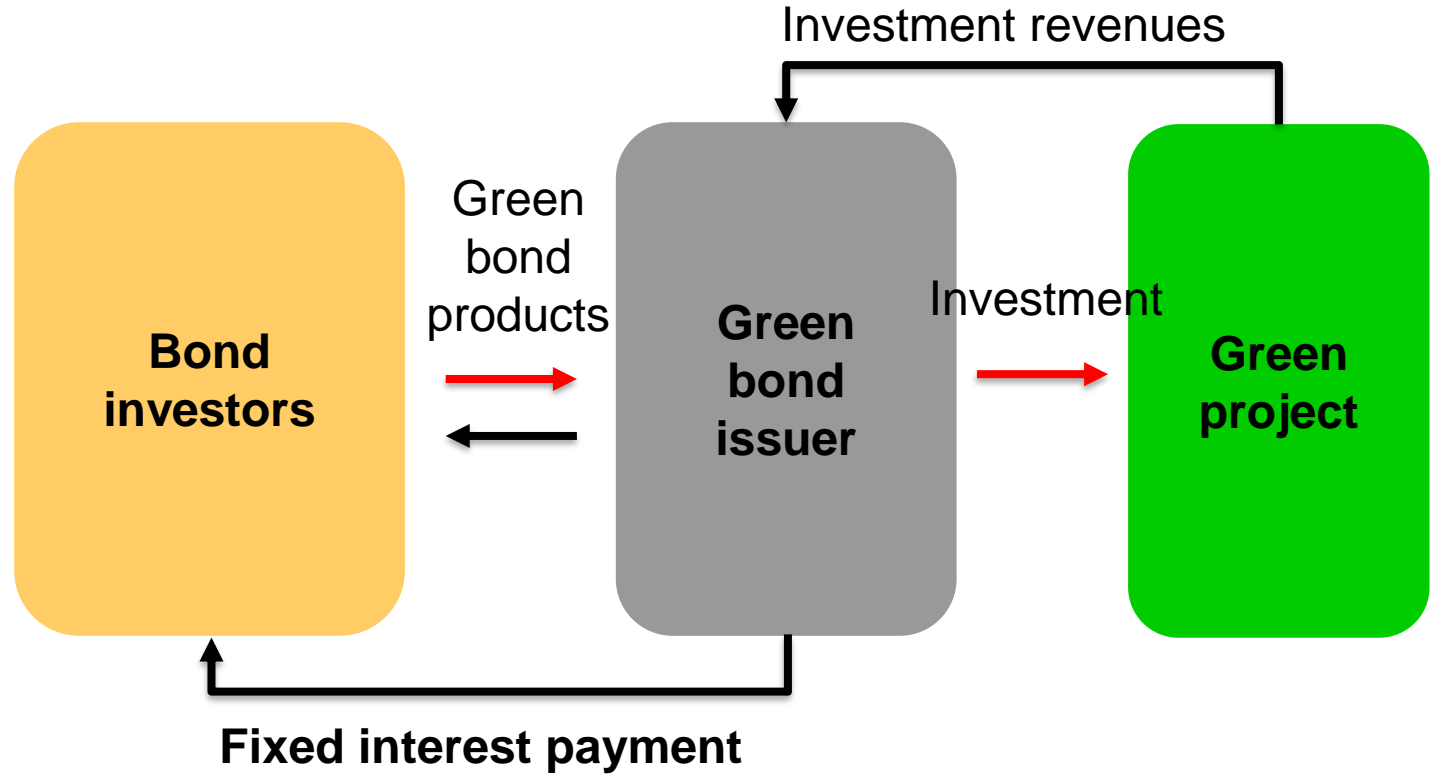 Investment revenues
Green
bond
products
Bond
investors
Green
bond
issuer
Investment
Green
project
Fixed interest payment